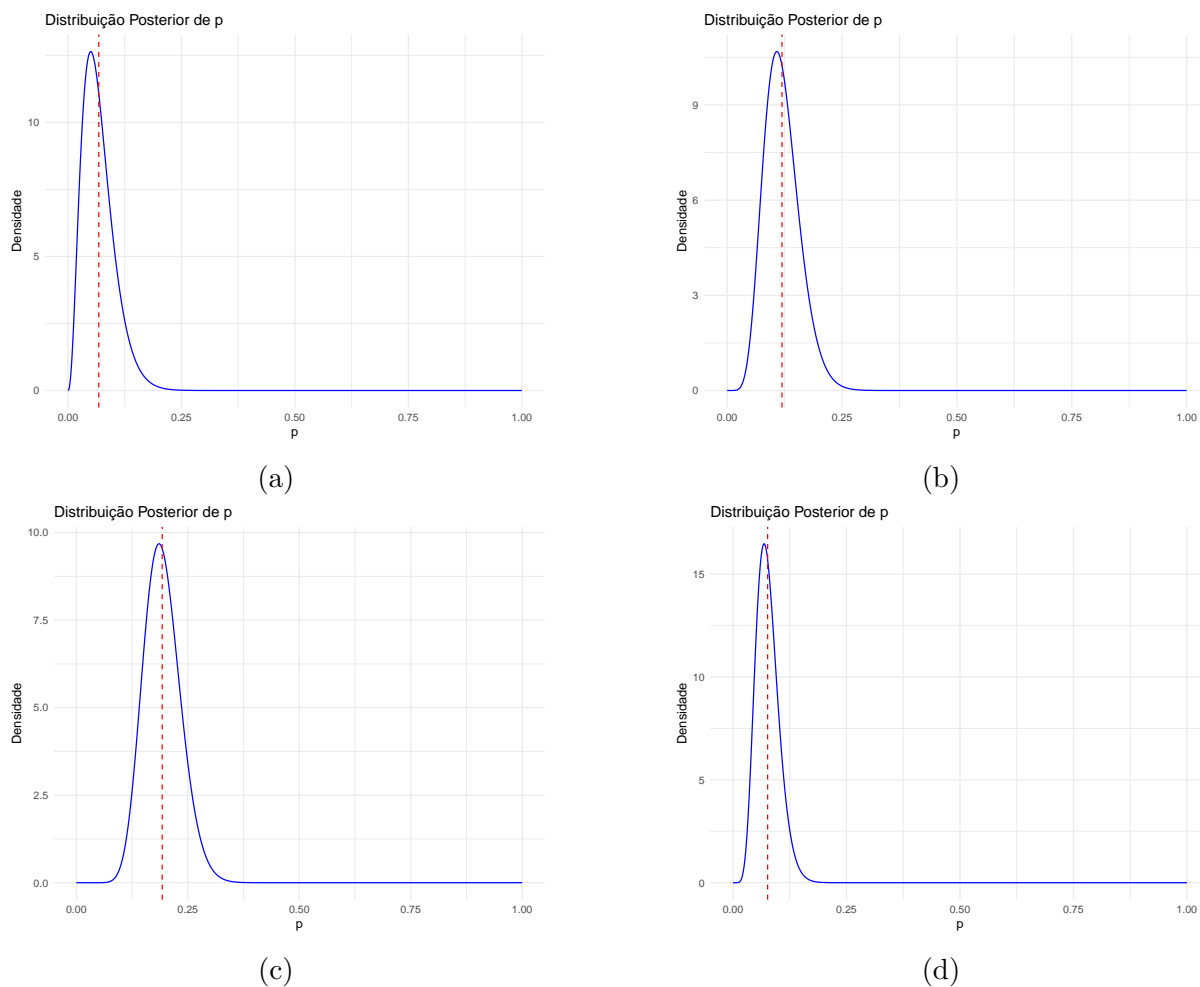 Distribuição Posterior de p
10
5
0
Densidade
0.00 0.25 0.50 0.75 1.00
p
(a)
Distribuição Posterior de p
9
6
3
0
Densidade
0.00 0.25 0.50 0.75 1.00
p
(b)
Distribuição Posterior de p
10.0
7.5
5.0
2.5
0.0
Densidade
0.00 0.25 0.50 0.75 1.00
p
(c)
Distribuição Posterior de p
15
10
5
0
Densidade
0.00 0.25 0.50 0.75 1.00
p
(d)